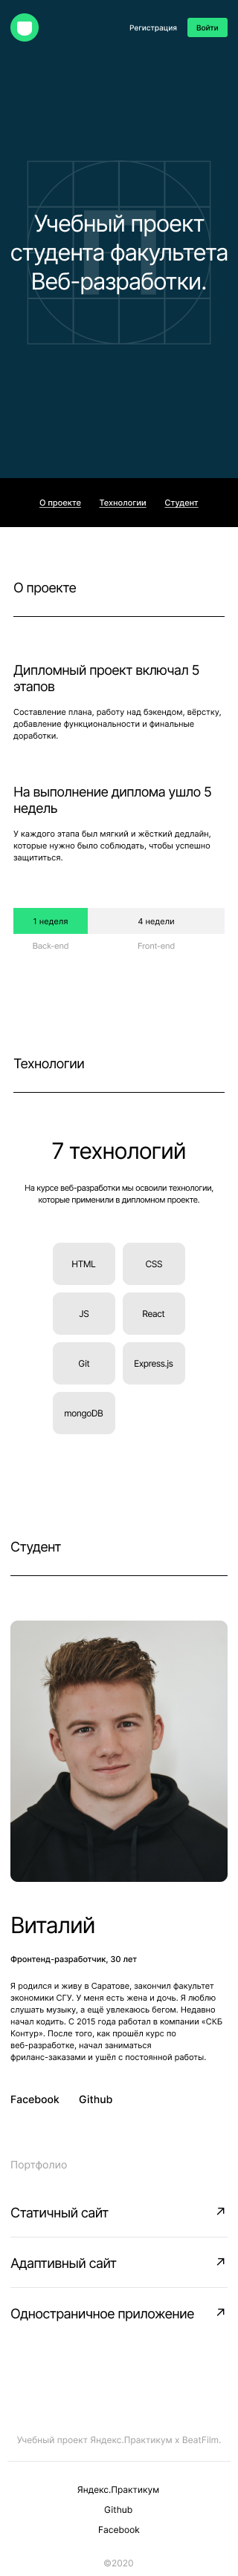 Регистрация
Войти
Учебный проект
студента факультета
Веб-разработки.
О проекте
Технологии
Студент
О проекте
Дипломный проект включал 5
этапов
Составление плана, работу над бэкендом, вёрстку,
добавление функциональности и финальные
доработки.
На выполнение диплома ушло 5
недель
У каждого этапа был мягкий и жёсткий дедлайн,
которые нужно было соблюдать, чтобы успешно
защититься.
1 неделя
4 недели
Back-end
Front-end
Технологии
7 технологий
На курсе веб-разработки мы освоили технологии,
которые применили в дипломном проекте.
HTML
CSS
JS
React
Git
Express.js
mongoDB
Студент
Виталий
Фронтенд-разработчик, 30 лет
Я родился и живу в Саратове, закончил факультет
экономики СГУ. У меня есть жена и дочь. Я люблю
слушать музыку, а ещё увлекаюсь бегом. Недавно
начал кодить. С 2015 года работал в компании «СКБ
Контур». После того, как прошёл курс по
веб-разработке, начал заниматься
фриланс-заказами и ушёл с постоянной работы.
Facebook
Github
Портфолио
Статичный сайт
Адаптивный сайт
Одностраничное приложение
Учебный проект Яндекс.Практикум х BeatFilm.
Яндекс.Практикум
Github
Facebook
©2020